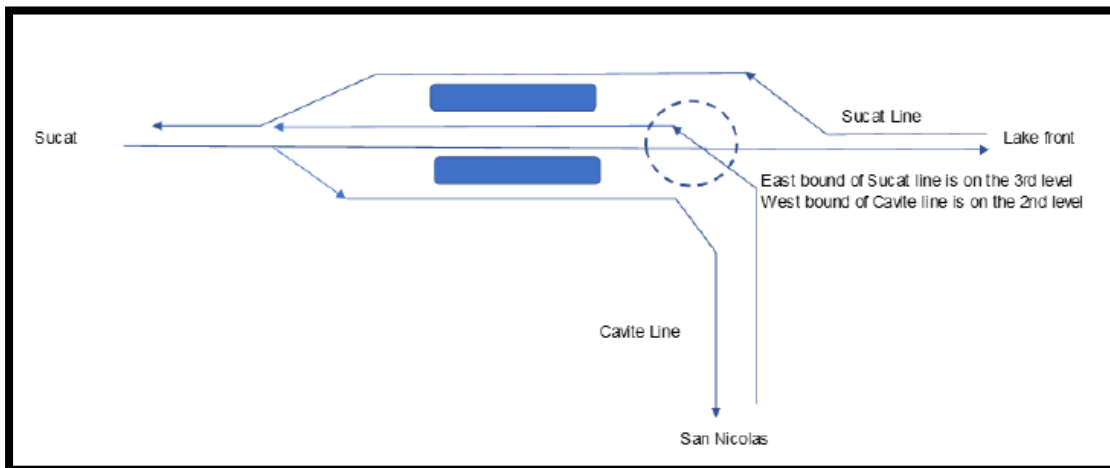 Sucat Line
Sucat
Lake front
East bound of Sucat line is on the 3rd level
West bound of Cavite line is on the 2nd level
Cavite Line
San Nicolas